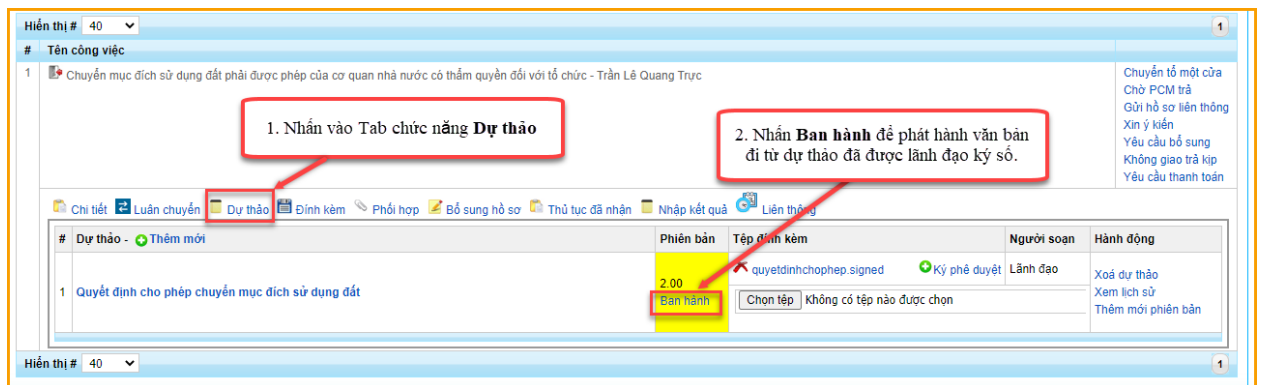 Hiển thị # 40 1
# Tên công việc
1 Chuyển mục đích sử dụng đất phải được phép của cơ quan nhà nước có thẩm quyền đối với tổ chức - Trần Lê Quang Trực
Chuyển tổ một cửa
Chờ PCM trả
Gửi hồ sơ liên thông
Xin ý kiến
Yêu cầu bổ sung
Không giao trả kịp
Yêu cầu thanh toán
1. Nhấn vào Tab chức năng Dự thảo
2. Nhấn Ban hành để phát hành văn bản
đi từ dự thảo đã được lãnh đạo ký số.
Chi tiết Luân chuyển Dự thảo Đính kèm Phối hợp Bổ sung hồ sơ Thủ tục đã nhận Nhập kết quả Liên thông
# Dự thảo - Thêm mới Phiên bản Tệp đính kèm Người soạn Hành động
1 Quyết định cho phép chuyển mục đích sử dụng đất
2.00
Ban hành
quyetdinhchophep.signed Ký phê duyệt
Chọn tệp Không có tệp nào được chọn
Lãnh đạo
Xoá dự thảo
Xem lịch sử
Thêm mới phiên bản
Hiển thị # 40 1